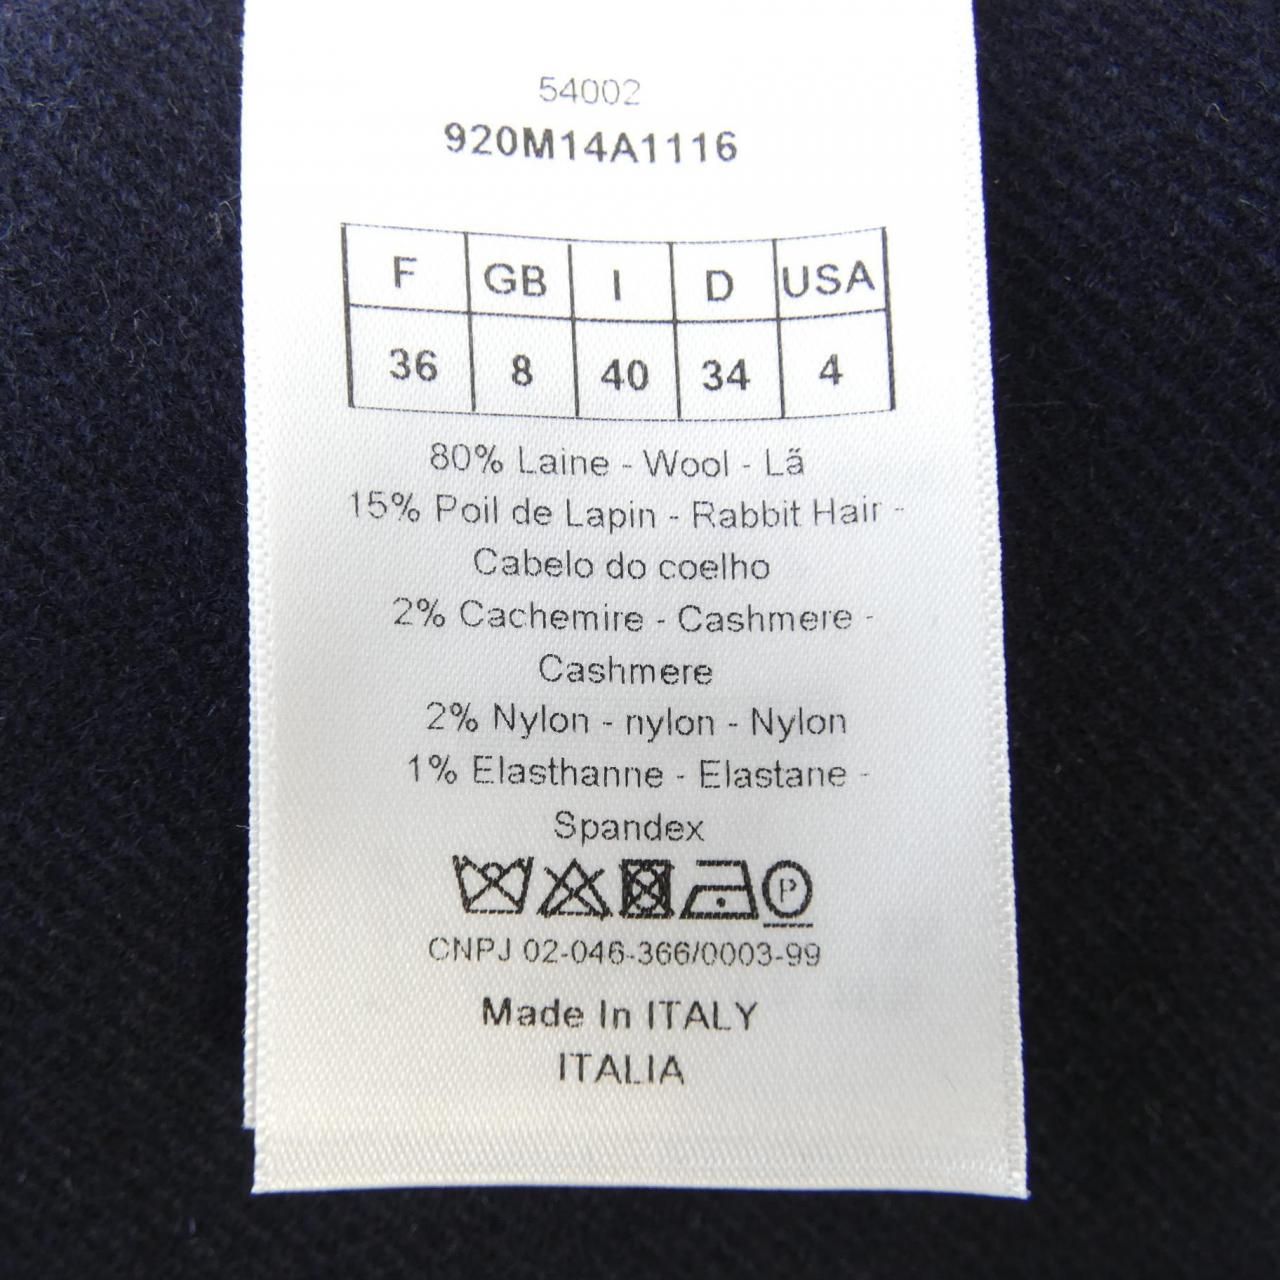 54002
920M14A1116
F GB I D USA
36 8 40 34 4
80% Laine - Wool - Lã
15% Poil de Lapin - Rabbit Hair -
Cabelo do coelho
2% Cachemire - Cashmere -
Cashmere
2% Nylon - nylon - Nylon
1% Elasthanne - Elastane -
Spandex
P
CNPJ 02-046-366/0003-99
Made In ITALY
ITALIA